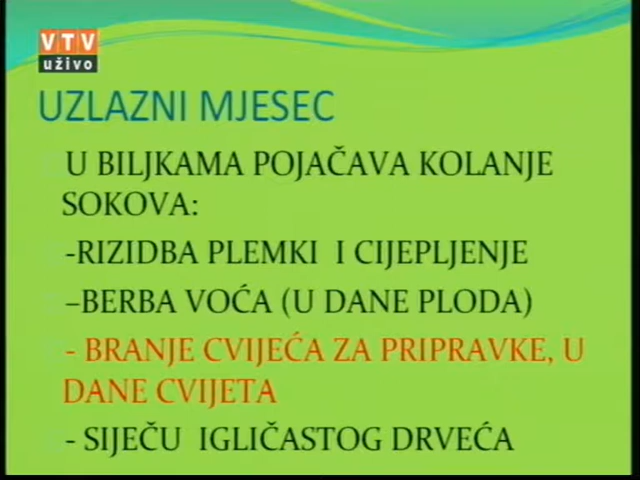 VTV
uživo
UZLAZNI MJESEC
U BILJKAMA POJAČAVA KOLANJE
SOKOVA:
-RIZIDBA PLEMKI I CIJEPLJENJE
–BERBA VOĆA (U DANE PLODA)
- BRANJE CVIJEĆA ZA PRIPRAVKE, U
DANE CVIJETA
- SIJEČU IGLIČASTOG DRVEĆA